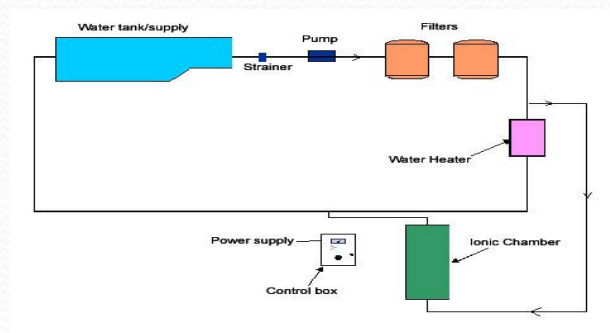 Water tank/supply
Strainer
Pump
Filters
Water Heater
Power supply
Control box
Ionic Chamber